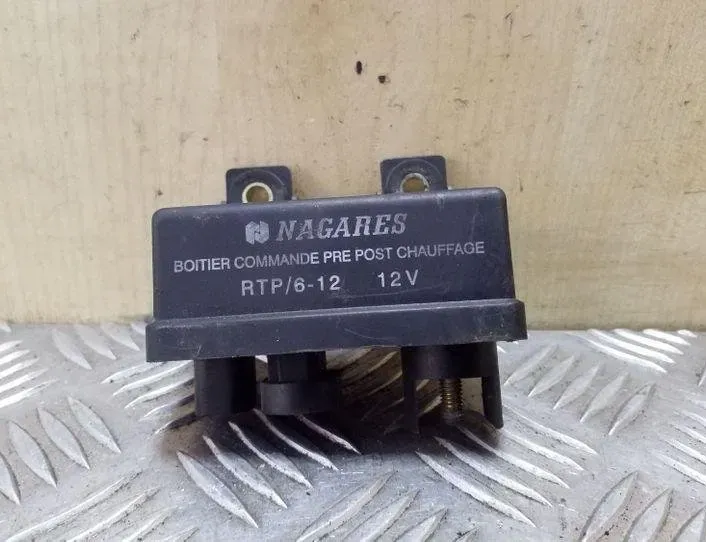 NAGARES
BOITIER COMMANDE PRE POST CHAUFFAGE
RTP/6-12 12V